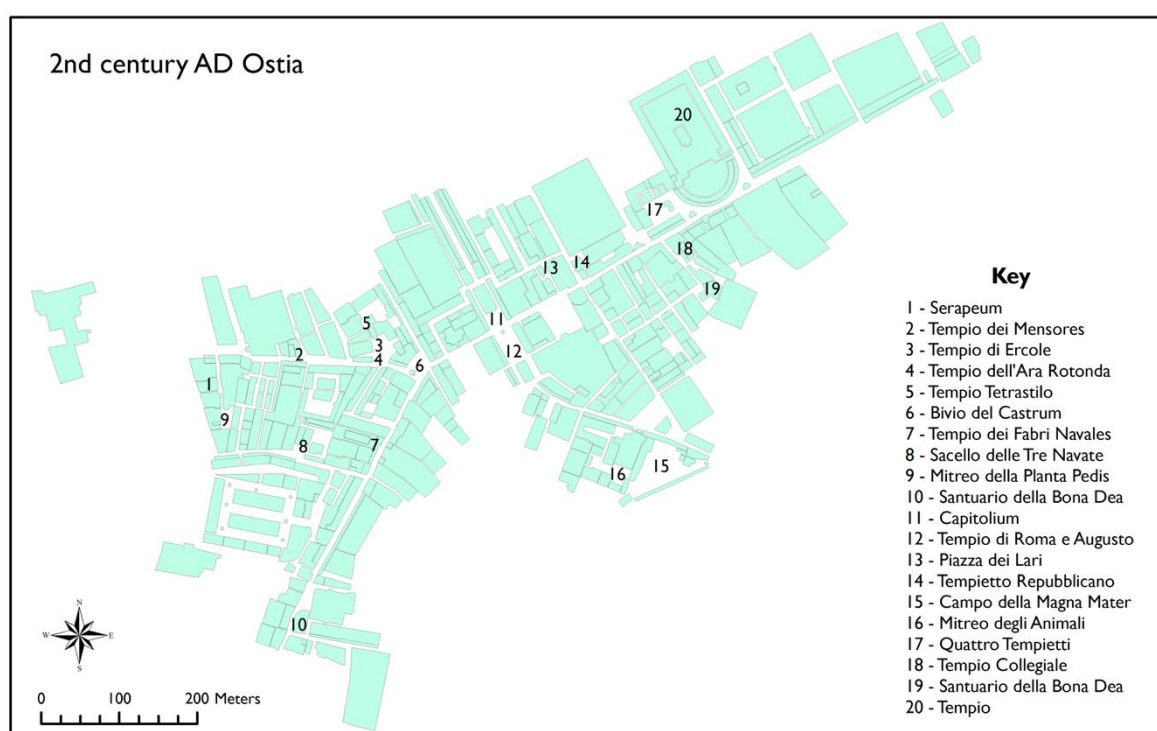 2nd century AD Ostia
20
17
18
13
14
19
11
5
12
3
2
4
6
1
9
7
8
15
16
10
N
W E
S
0 100 200 Meters
Key
1 - Serapeum
2 - Tempio dei Mensores
3 - Tempio di Ercole
4 - Tempio dell'Ara Rotonda
5 - Tempio Tetrastilo
6 - Bivio del Castrum
7 - Tempio dei Fabri Navales
8 - Sacello delle Tre Navate
9 - Mitreo della Planta Pedis
10 - Santuario della Bona Dea
11 - Capitolium
12 - Tempio di Roma e Augusto
13 - Piazza dei Lari
14 - Tempietto Repubblicano
15 - Campo della Magna Mater
16 - Mitreo degli Animali
17 - Quattro Tempietti
18 - Tempio Collegiale
19 - Santuario della Bona Dea
20 - Tempio